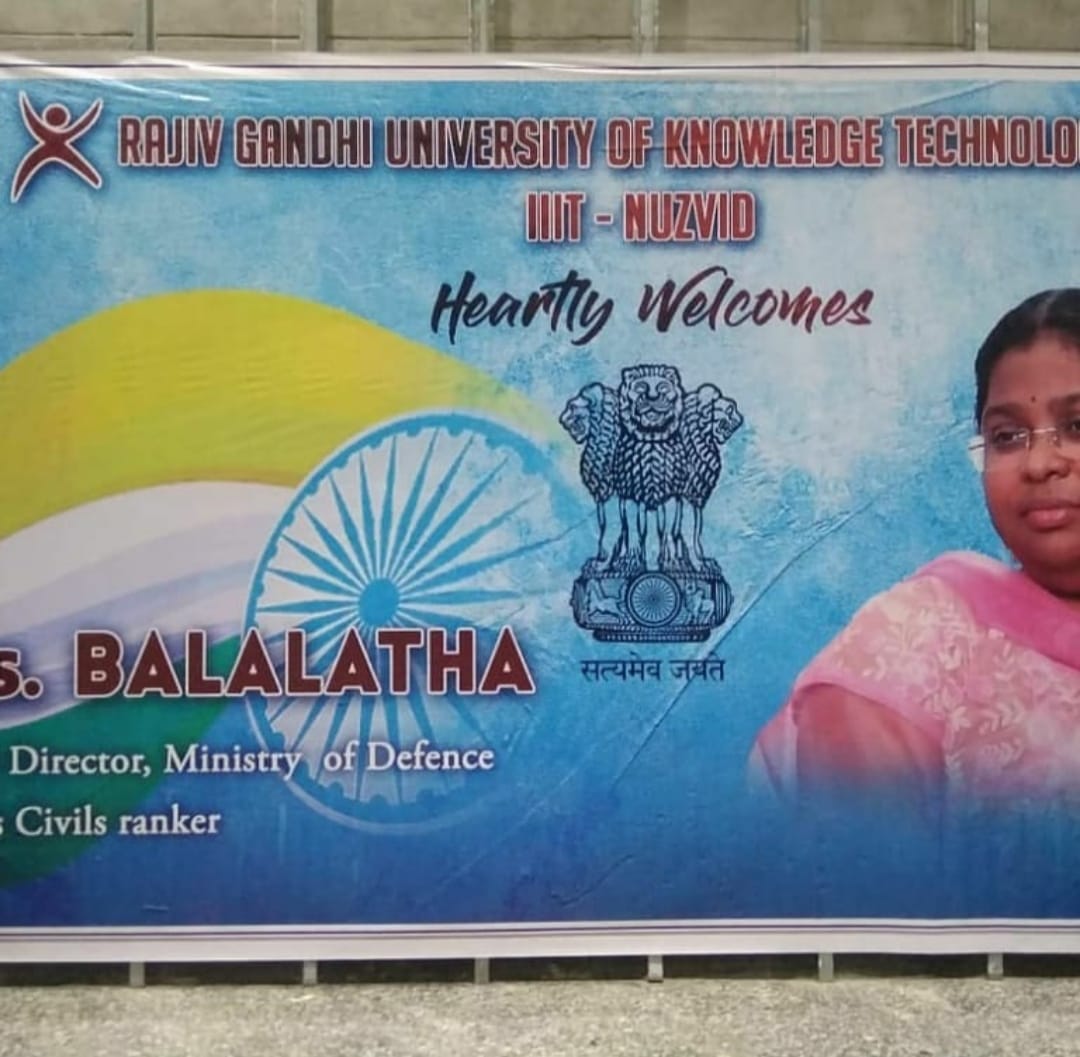 RAJIV GANDHI UNIVERSITY OF KNOWLEDGE TECHNOLO
IIIT - NUZVID
Heartly Welcomes
सत्यमेव जयते
s. BALALATHA
Director, Ministry of Defence
s Civils ranker